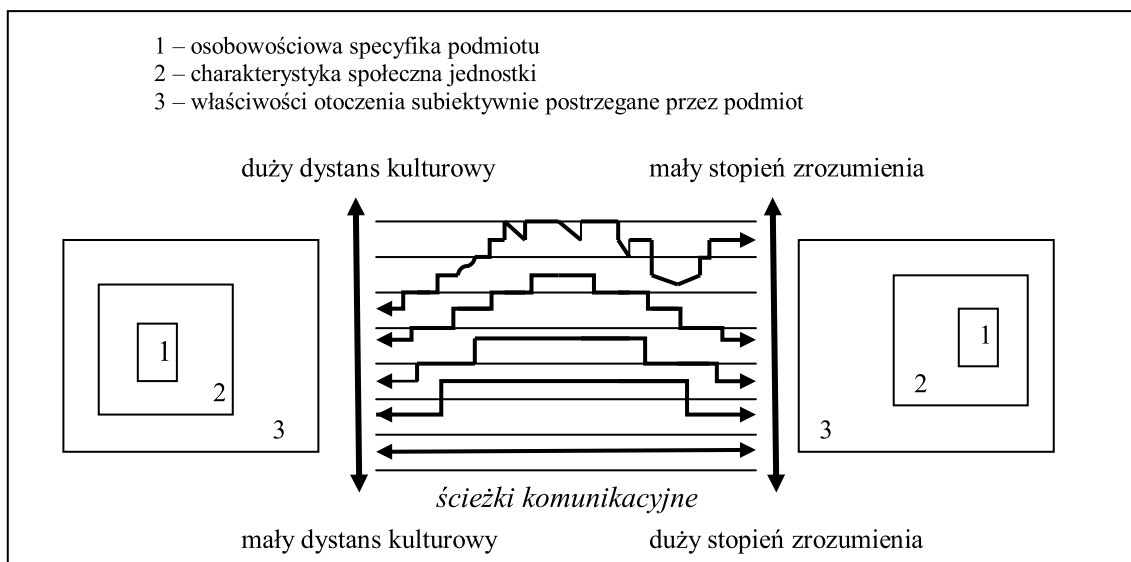 1 – osobowościowa specyfika podmiotu
2 – charakterystyka społeczna jednostki
3 – właściwości otoczenia subiektywnie postrzegane przez podmiot
duży dystans kulturowy
mały stopień zrozumienia
1
2
3
1
2
3
ścieżki komunikacyjne
mały dystans kulturowy
duży stopień zrozumienia